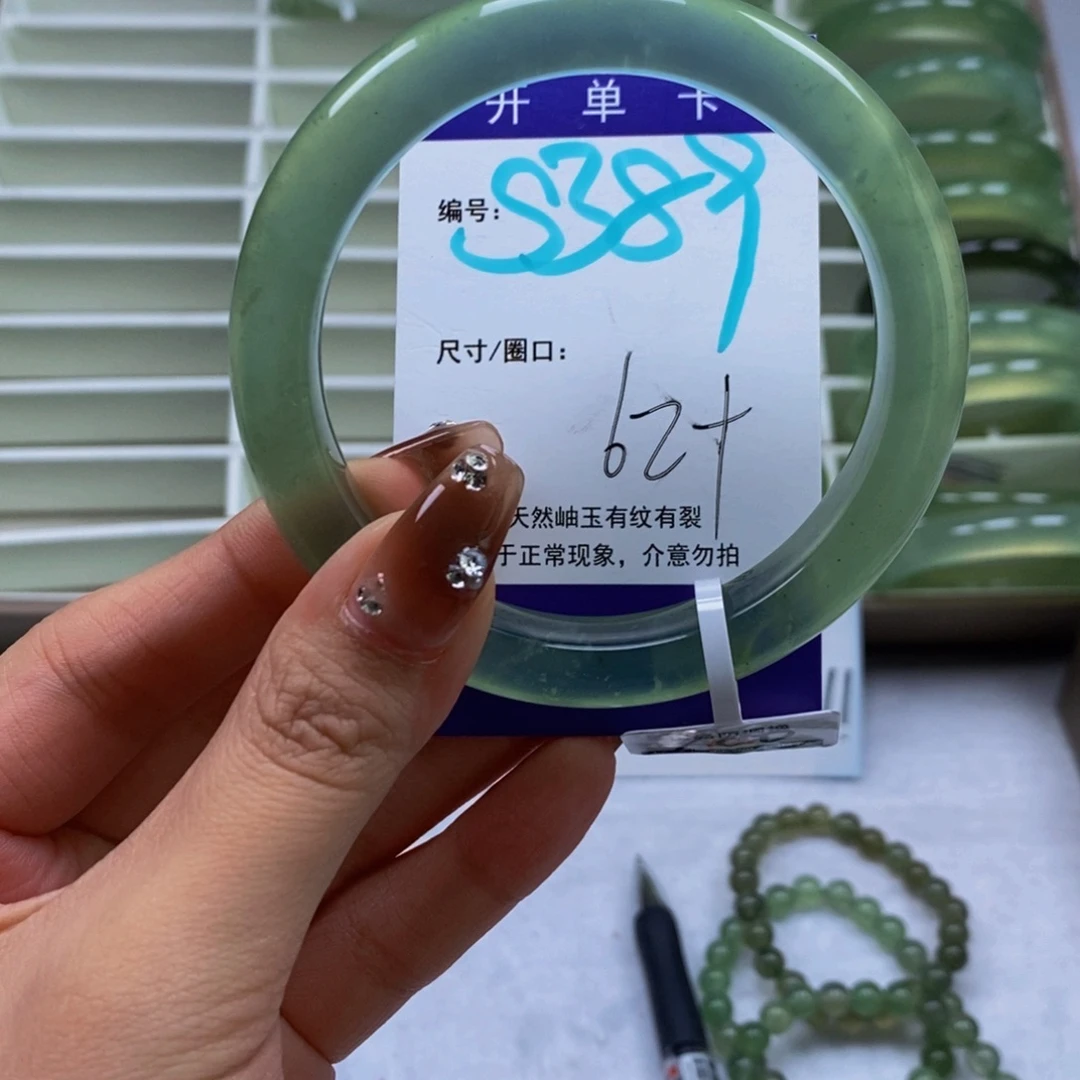 开单卡
编号: S389
尺寸/圈口: 62+
天然岫玉有纹有裂
于正常现象，介意勿拍